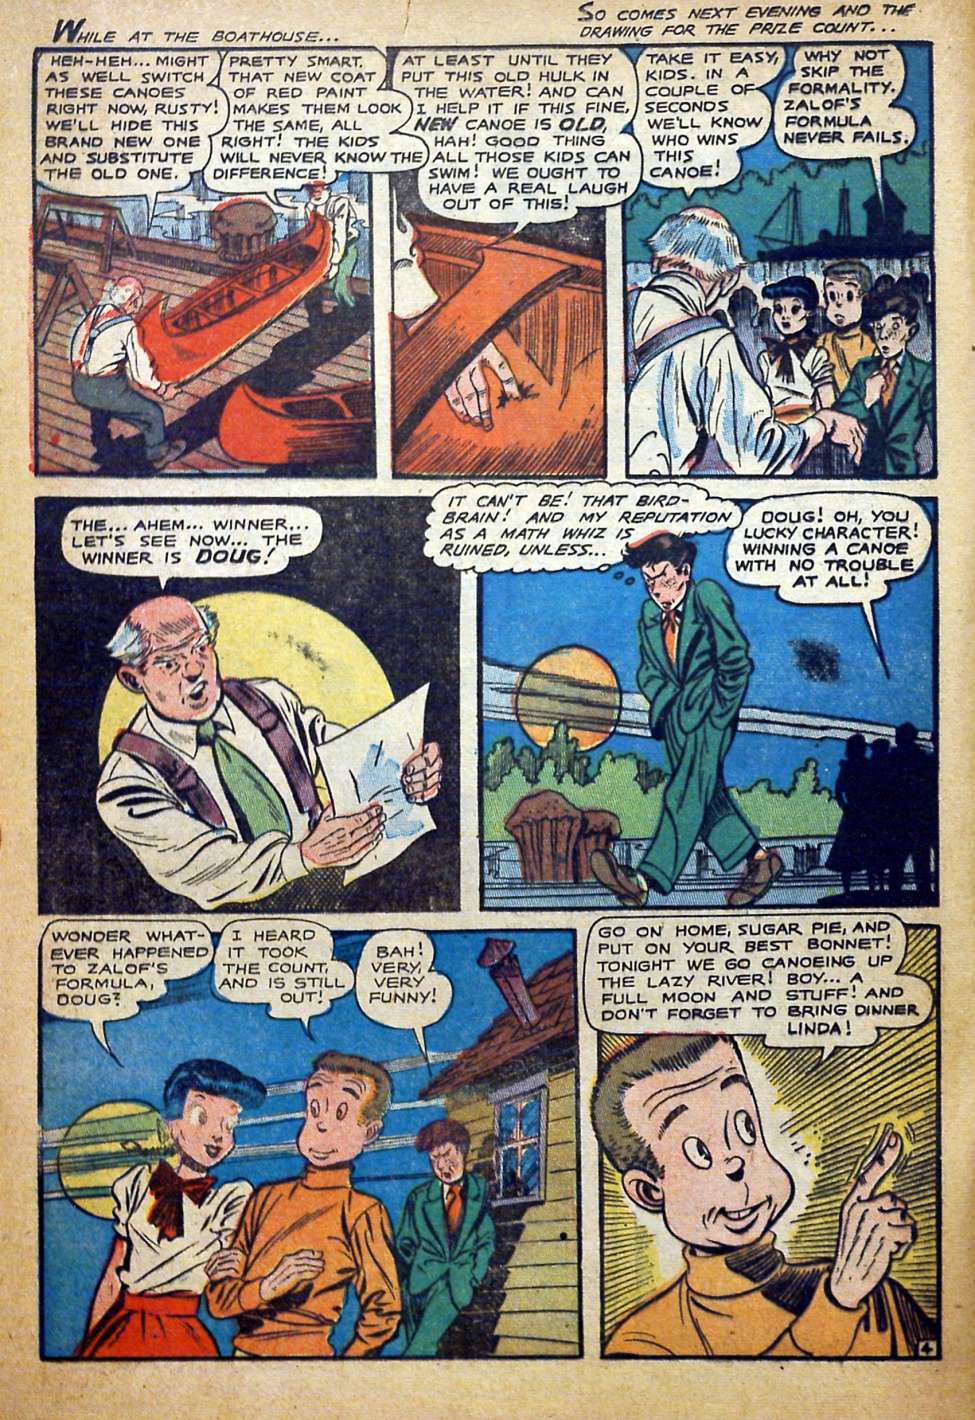 WHILE AT THE BOATHOUSE...
HEH-HEH... MIGHT
AS WELL SWITCH
THESE CANOES
RIGHT NOW, RUSTY!
WE'LL HIDE THIS
BRAND NEW ONE
AND SUBSTITUTE
THE OLD ONE.
PRETTY SMART.
THAT NEW COAT
OF RED PAINT
MAKES THEM LOOK
THE SAME, ALL
RIGHT! THE KIDS
WILL NEVER KNOW THE
DIFFERENCE!
AT LEAST UNTIL THEY
PUT THIS OLD HULK IN
THE WATER! AND CAN
I HELP IT IF THIS FINE,
NEW CANOE IS OLD,
HAH! GOOD THING
ALL THOSE KIDS CAN
SWIM! WE OUGHT TO
HAVE A REAL LAUGH
OUT OF THIS!
SO COMES NEXT EVENING AND THE
DRAWING FOR THE PRIZE COUNT...
TAKE IT EASY,
KIDS. IN A
COUPLE OF
SECONDS
WE'LL KNOW
WHO WINS
THIS
CANOE!
WHY NOT
SKIP THE
FORMALITY.
ZALOF'S
FORMULA
NEVER FAILS.
THE... AHEM... WINNER...
LET'S SEE NOW... THE
WINNER IS DOUG!
IT CAN'T BE! THAT BIRD-
BRAIN! AND MY REPUTATION
AS A MATH WHIZ IS
RUINED, UNLESS...
DOUG! OH, YOU
LUCKY CHARACTER!
WINNING A CANOE
WITH NO TROUBLE
AT ALL!
WONDER WHAT-
EVER HAPPENED
TO ZALOF'S
FORMULA,
DOUG?
I HEARD
IT TOOK
THE COUNT,
AND IS STILL
OUT!
BAH!
VERY,
VERY
FUNNY!
GO ON HOME, SUGAR PIE, AND
PUT ON YOUR BEST BONNET!
TONIGHT WE GO CANOEING UP
THE LAZY RIVER! BOY... A
FULL MOON AND STUFF! AND
DON'T FORGET TO BRING DINNER
LINDA!
4